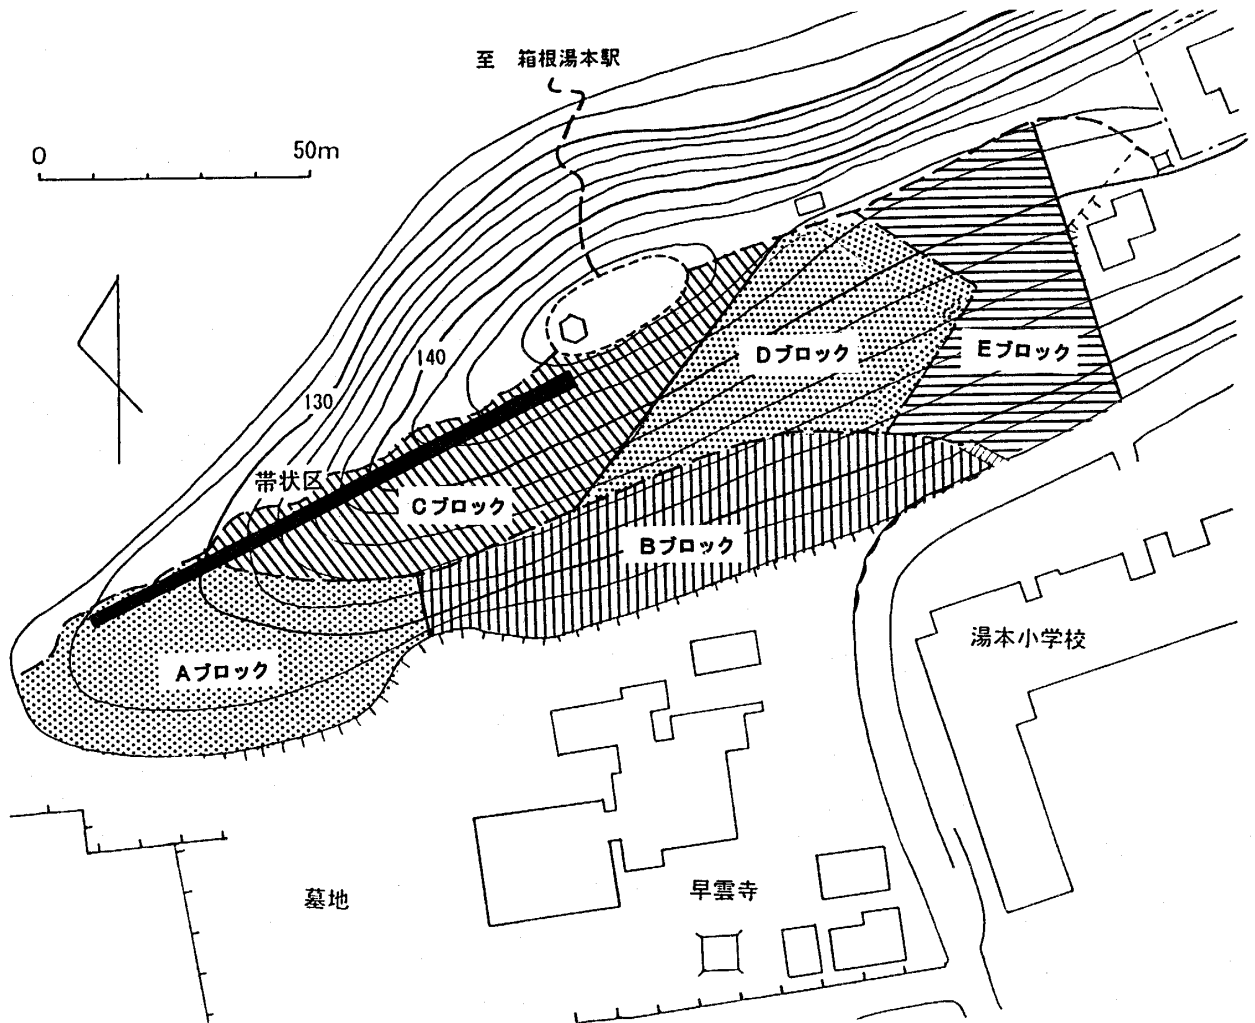 至 箱根湯本駅
0 50m
140
130
Dブロック
Eブロック
帯状区
Cブロック
Bブロック
湯本小学校
Aブロック
墓地
早雲寺